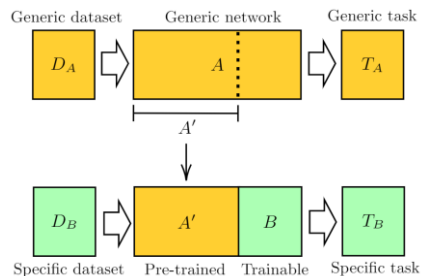 Generic dataset Generic network Generic task
D_A A T_A
A′
D_B A′ B T_B
Specific dataset Pre-trained Trainable Specific task